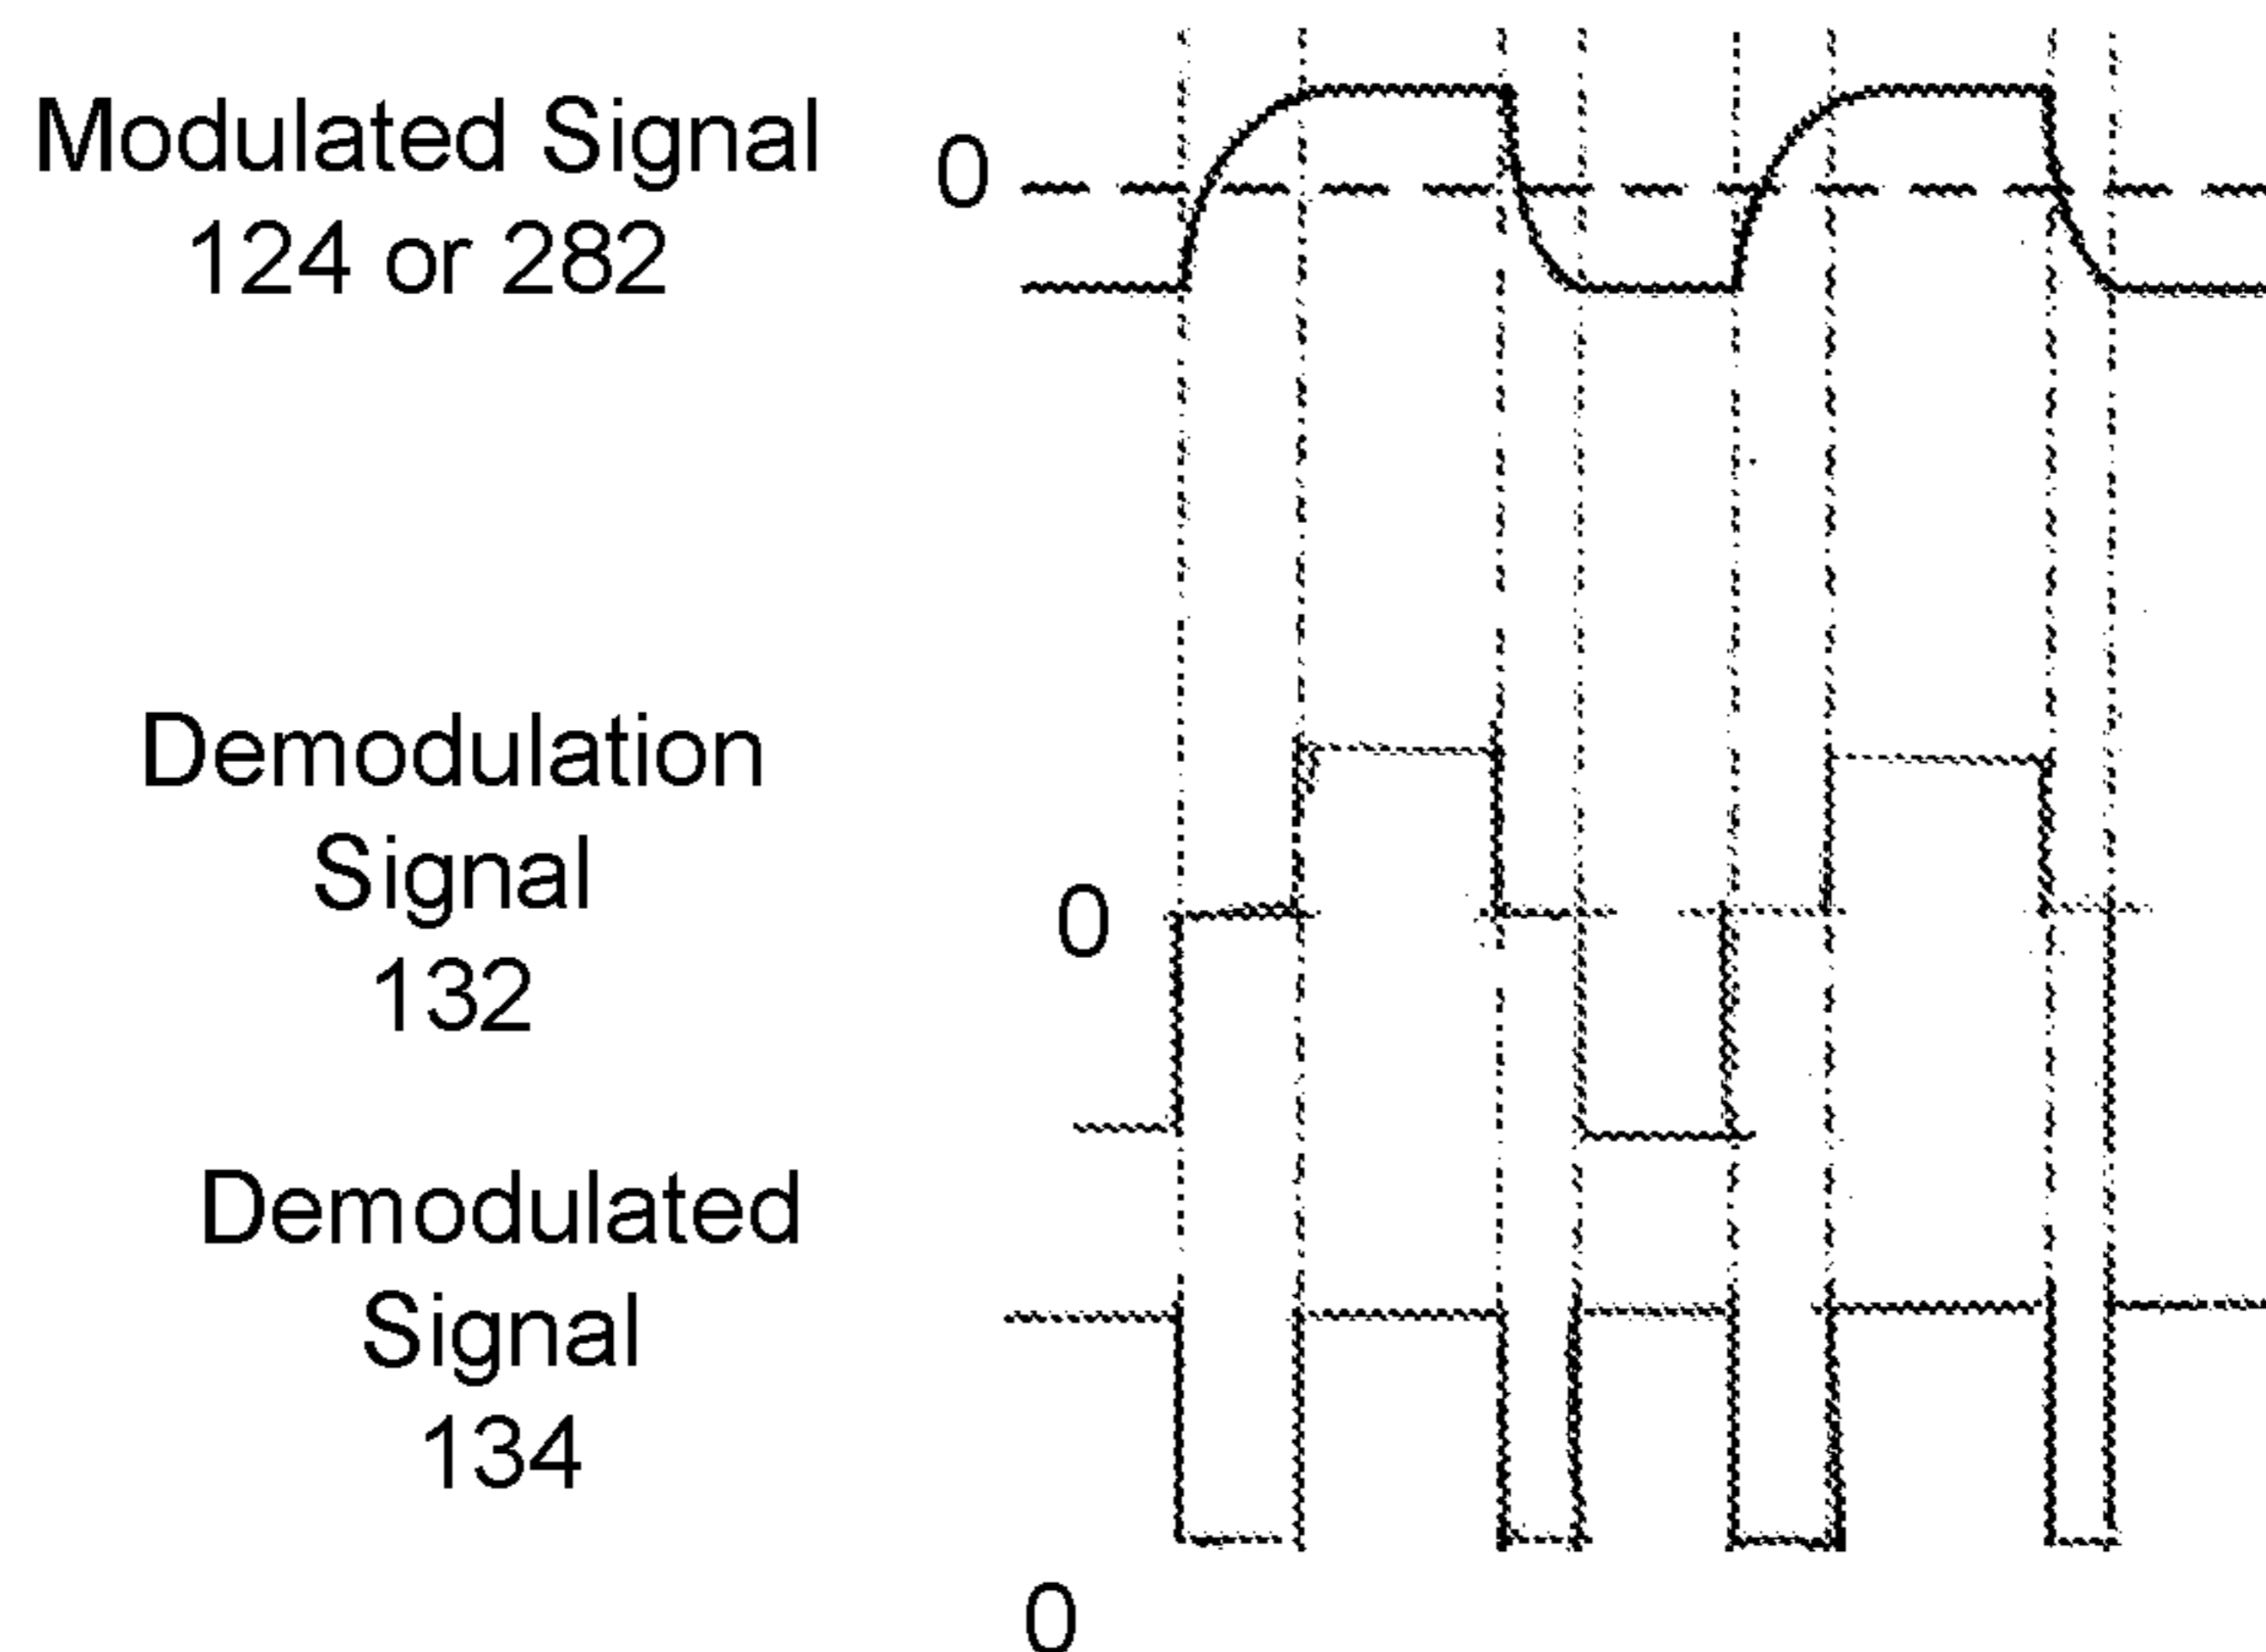 Modulated Signal
124 or 282
0
Demodulation
Signal
132
0
Demodulated
Signal
134
0